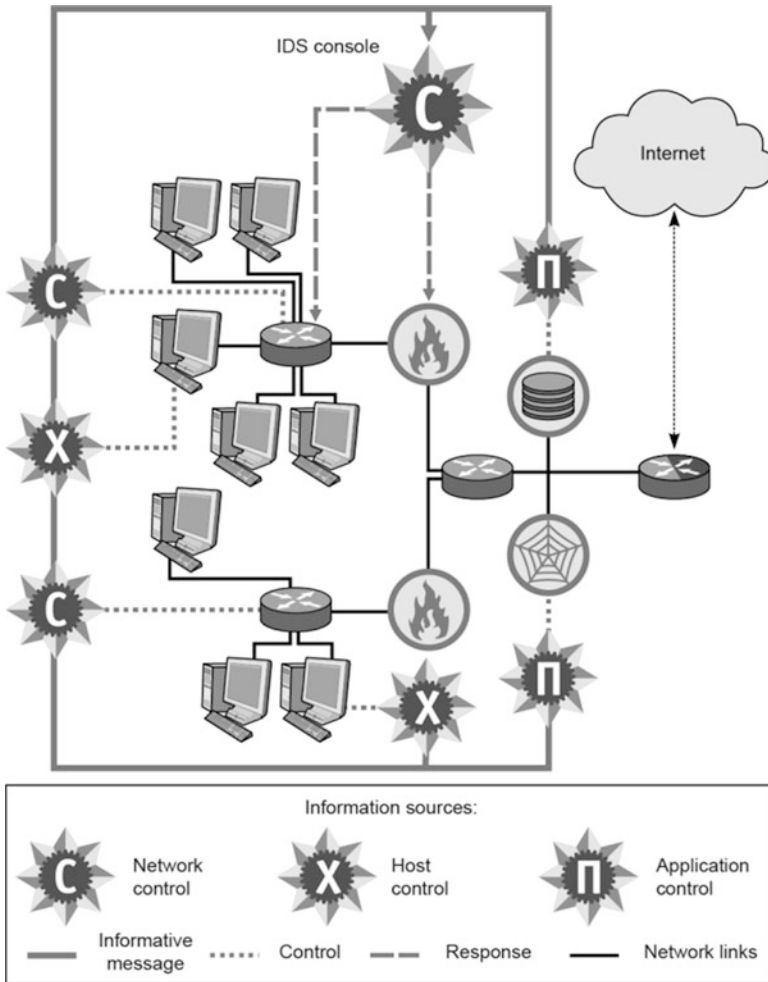 IDS console
С
Internet
П
С
Х
С
Х
П
Information sources:
С Network
control
Х Host
control
П Application
control
Informative
message
Control
Response
Network links